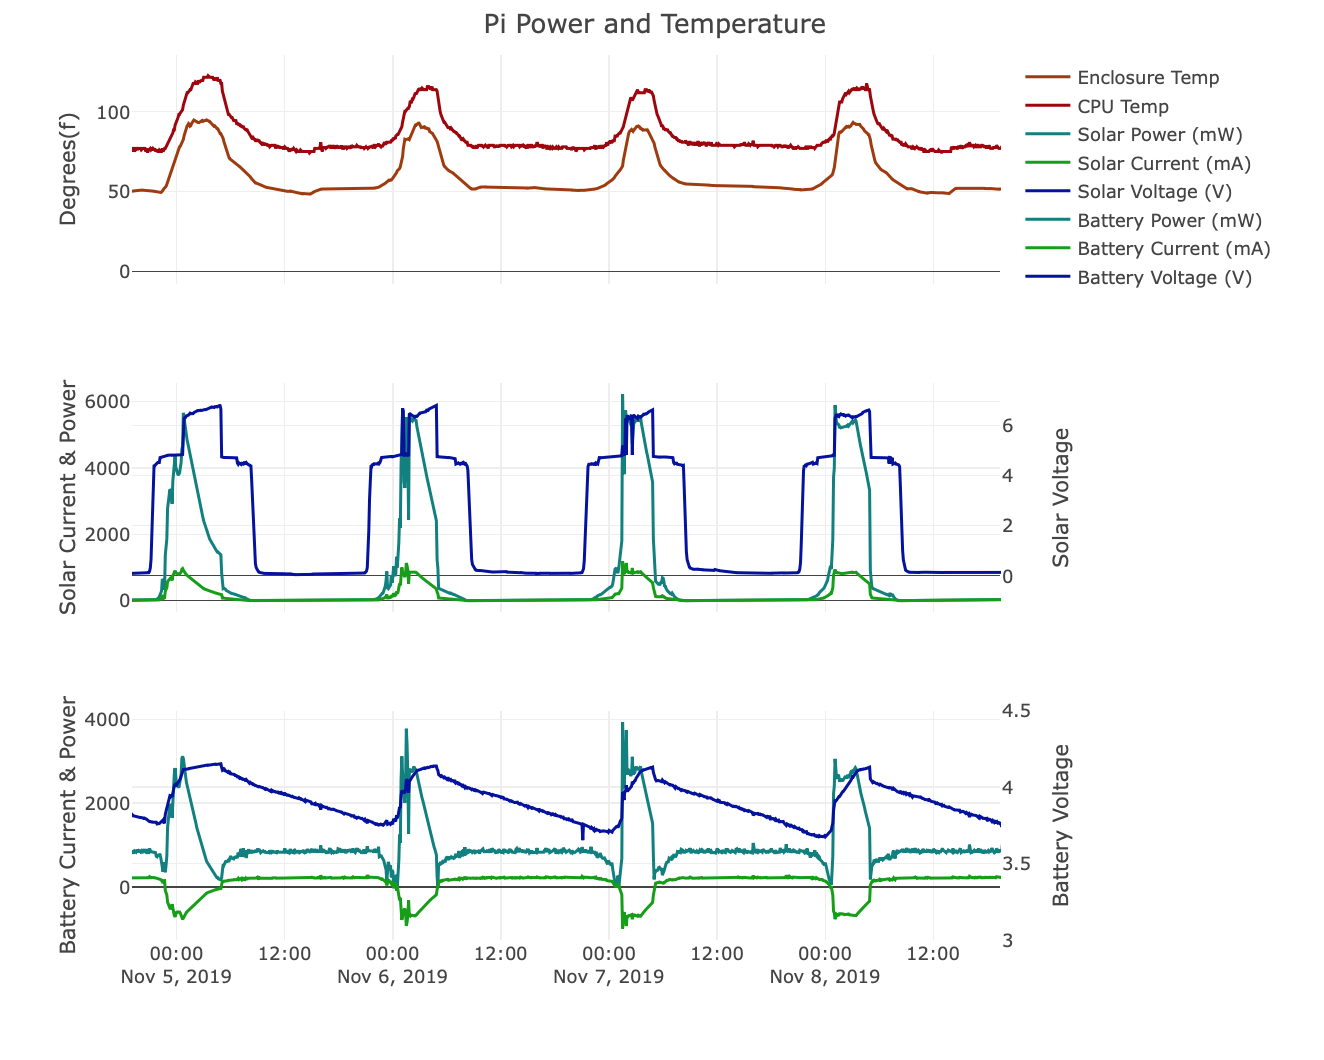 Pi Power and Temperature
Degrees(f)
100
50
0
Enclosure Temp
CPU Temp
Solar Power (mW)
Solar Current (mA)
Solar Voltage (V)
Battery Power (mW)
Battery Current (mA)
Battery Voltage (V)
Solar Current & Power
6000
4000
2000
0
6
4
2
0
Solar Voltage
Battery Current & Power
4000
2000
0
4.5
4
3.5
3
Battery Voltage
00:00 12:00 00:00 12:00 00:00 12:00 00:00 12:00
Nov 5, 2019 Nov 6, 2019 Nov 7, 2019 Nov 8, 2019